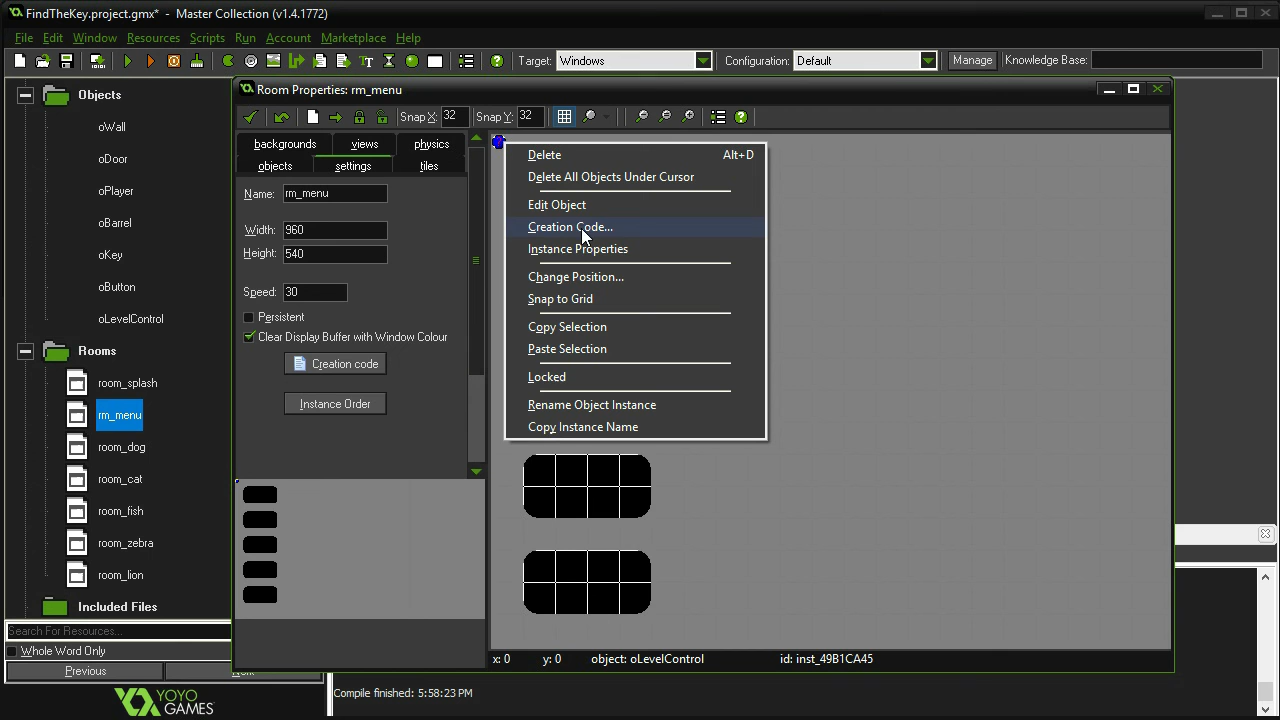 FindTheKey.project.gmx* - Master Collection (v1.4.1772)
File Edit Window Resources Scripts Run Account Marketplace Help
Target: Windows Configuration: Default Manage Knowledge Base:
Objects
oWall
oDoor
oPlayer
oBarrel
oKey
oButton
oLevelControl
Rooms
room_splash
rm_menu
room_dog
room_cat
room_fish
room_zebra
room_lion
Included Files
Search For Resources...
Whole Word Only
Previous
YOYO
GAMES
Room Properties: rm_menu
Snap X: 32 Snap Y: 32
backgrounds views physics
objects settings tiles
Name: rm_menu
Width: 960
Height: 540
Speed: 30
Persistent
Clear Display Buffer with Window Colour
Creation code
Instance Order
Delete Alt+D
Delete All Objects Under Cursor
Edit Object
Creation Code...
Instance Properties
Change Position...
Snap to Grid
Copy Selection
Paste Selection
Locked
Rename Object Instance
Copy Instance Name
x: 0 y: 0 object: oLevelControl id: inst_49B1CA45
Compile finished: 5:58:23 PM